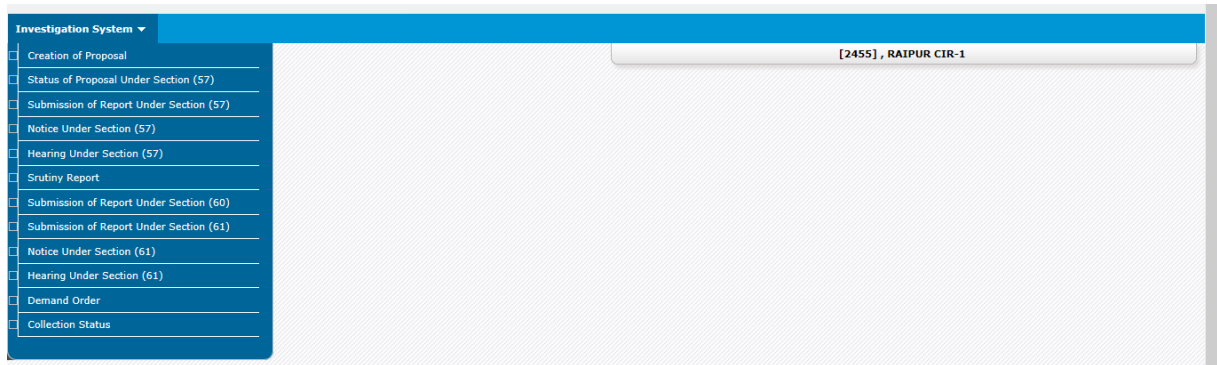 Investigation System ▼
[2455] , RAIPUR CIR-1
Creation of Proposal
Status of Proposal Under Section (57)
Submission of Report Under Section (57)
Notice Under Section (57)
Hearing Under Section (57)
Srutiny Report
Submission of Report Under Section (60)
Submission of Report Under Section (61)
Notice Under Section (61)
Hearing Under Section (61)
Demand Order
Collection Status